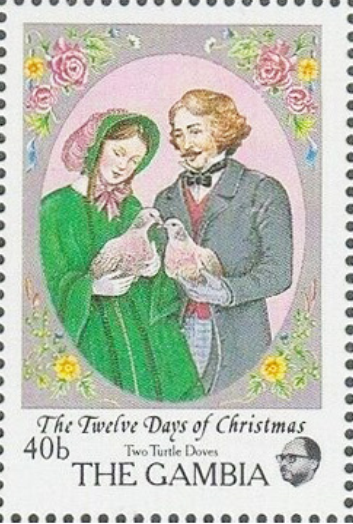 The Twelve Days of Christmas
40b Two Turtle Doves
THE GAMBIA